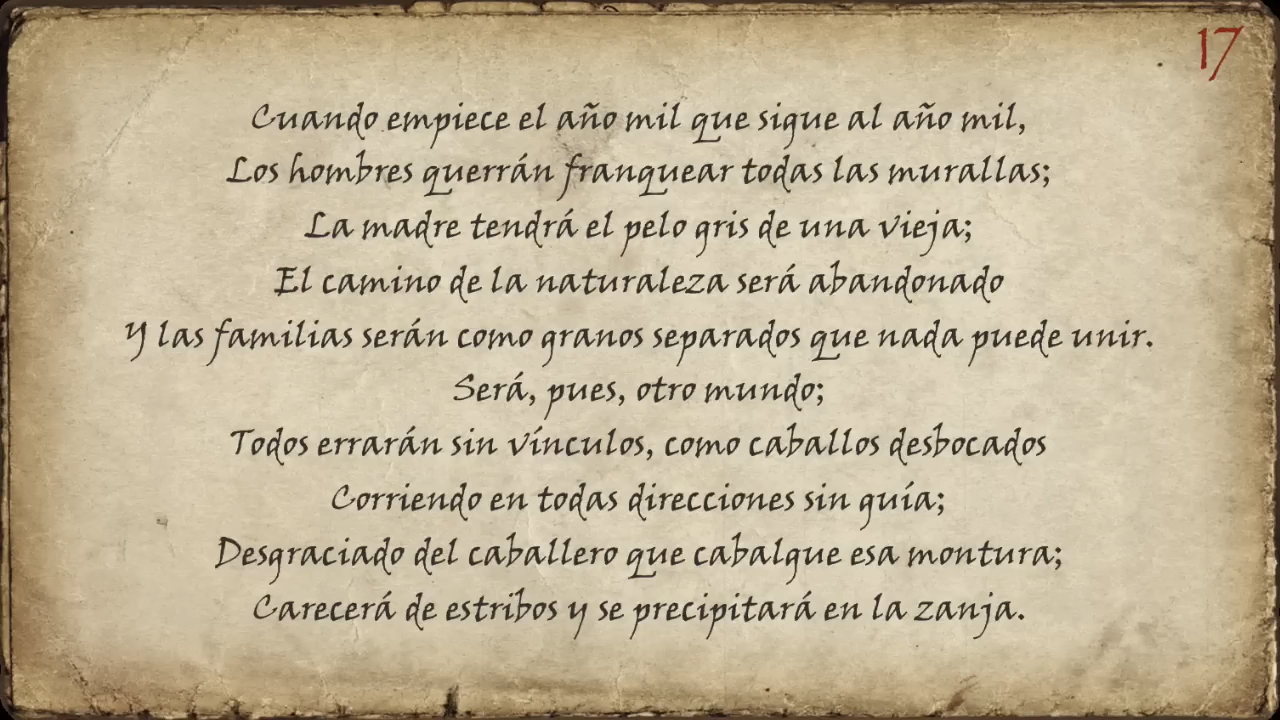 17
Cuando empiece el año mil que sigue al año mil,
Los hombres querrán franquear todas las murallas;
La madre tendrá el pelo gris de una vieja;
El camino de la naturaleza será abandonado
Y las familias serán como granos separados que nada puede unir.
Será, pues, otro mundo;
Todos errarán sin vínculos, como caballos desbocados
Corriendo en todas direcciones sin guía;
Desgraciado del caballero que cabalgue esa montura;
Carecerá de estribos y se precipitará en la zanja.